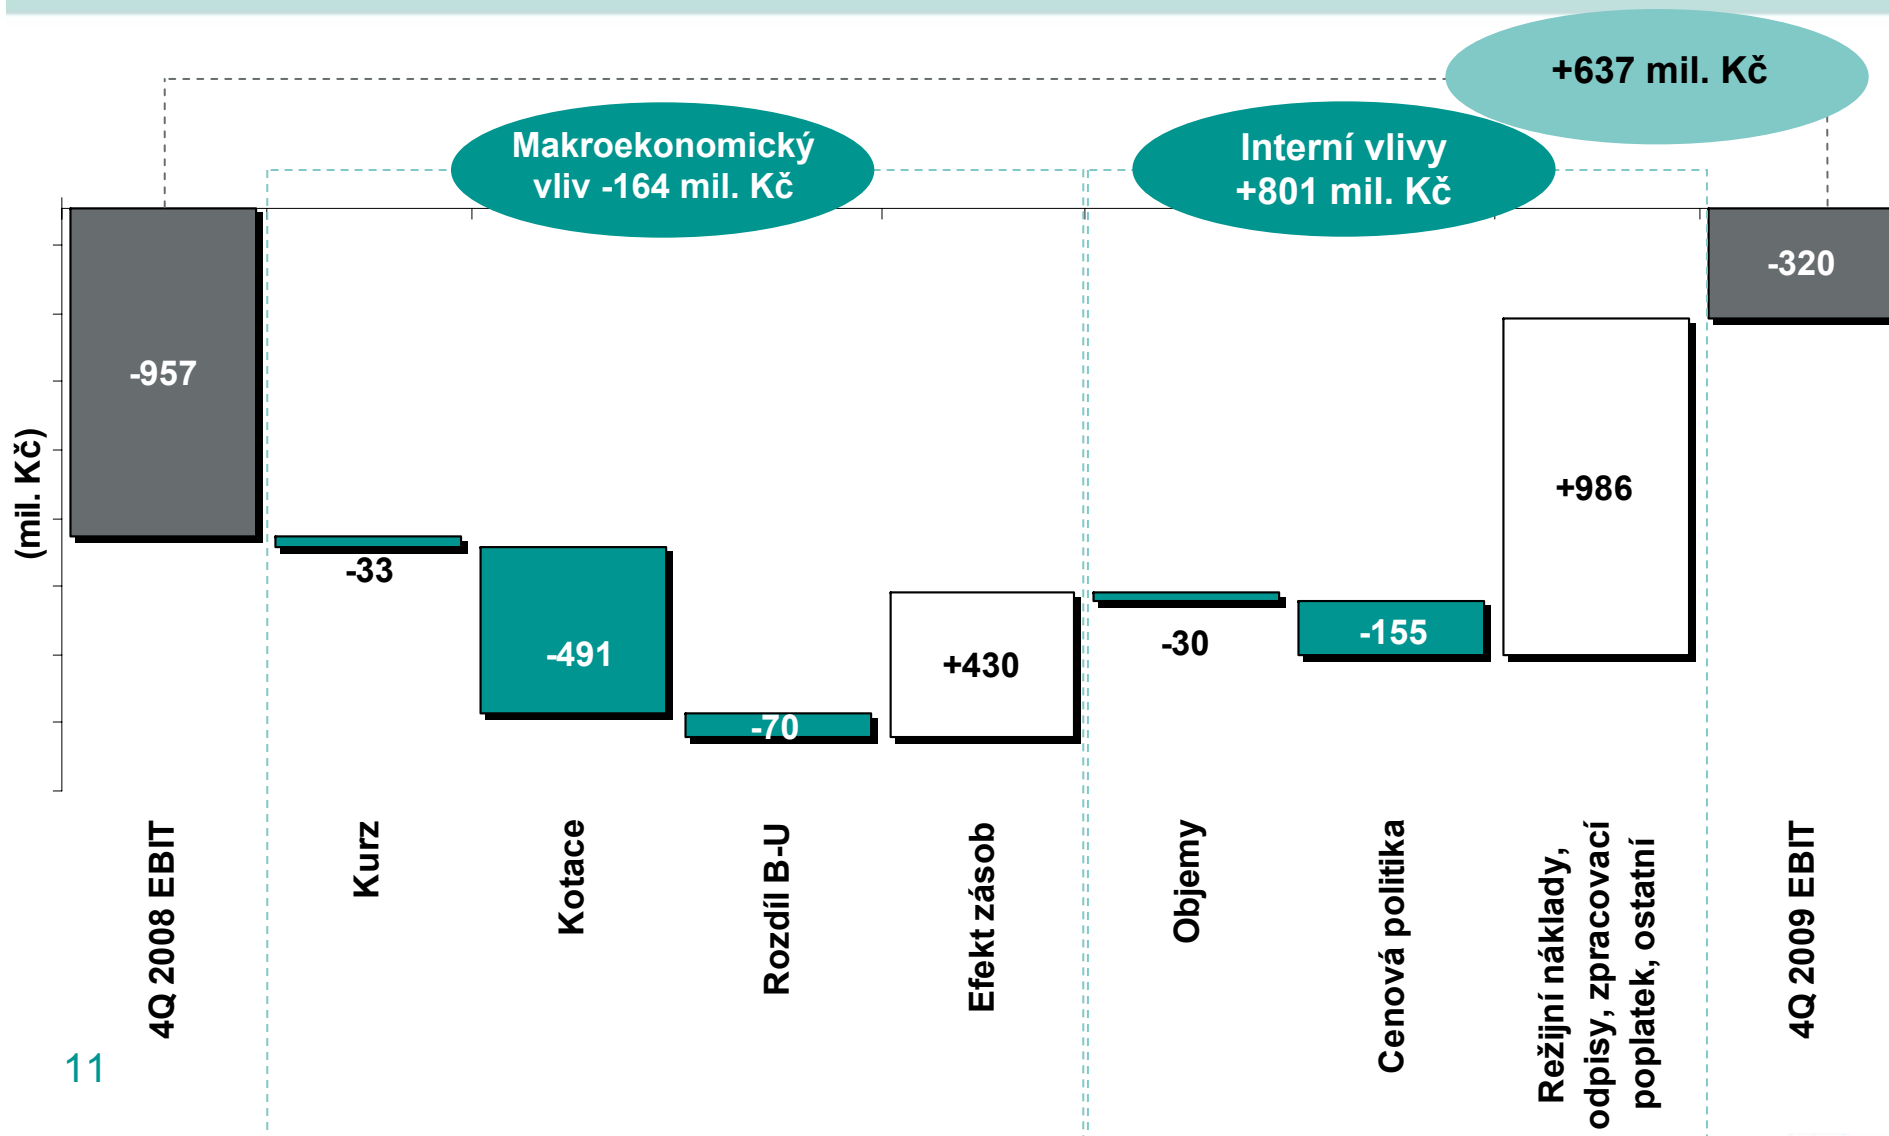 +637 mil. Kč
Makroekonomický
vliv -164 mil. Kč
Interní vlivy
+801 mil. Kč
(mil. Kč)
-957
-33
-491
-70
+430
-30
-155
+986
-320
4Q 2008 EBIT
Kurz
Kotace
Rozdíl B-U
Efekt zásob
Objemy
Cenová politika
Režijní náklady,
odpisy, zpracovací
poplatek, ostatní
4Q 2009 EBIT
11